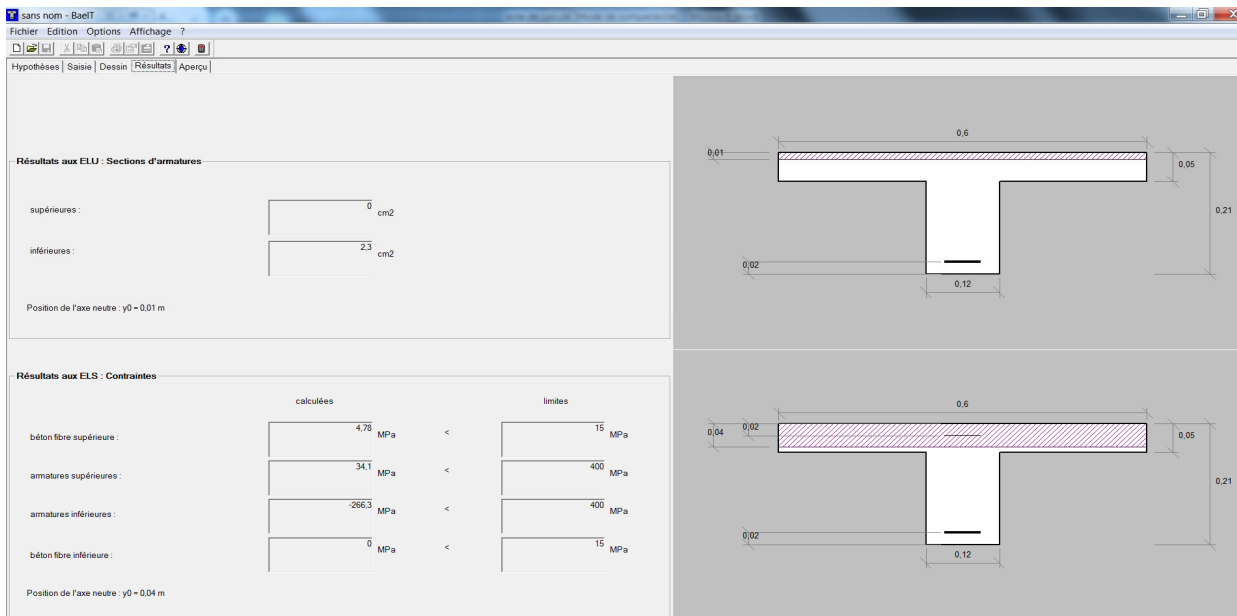 sans nom - BaelT
Fichier Edition Options Affichage ?
Hypothèses Saisie Dessin Résultats Aperçu
Résultats aux ELU : Sections d'armatures
supérieures : 0 cm2
inférieures : 2,3 cm2
Position de l'axe neutre : y0 = 0,01 m
0,6
0,01
0,05
0,21
0,02
0,12
Résultats aux ELS : Contraintes
calculées limites
béton fibre supérieure : 4,78 MPa < 15 MPa
armatures supérieures : 34,1 MPa < 400 MPa
armatures inférieures : -266,3 MPa < 400 MPa
béton fibre inférieure : 0 MPa < 15 MPa
Position de l'axe neutre : y0 = 0,04 m
0,6
0,04 0,02
0,05
0,21
0,02
0,12